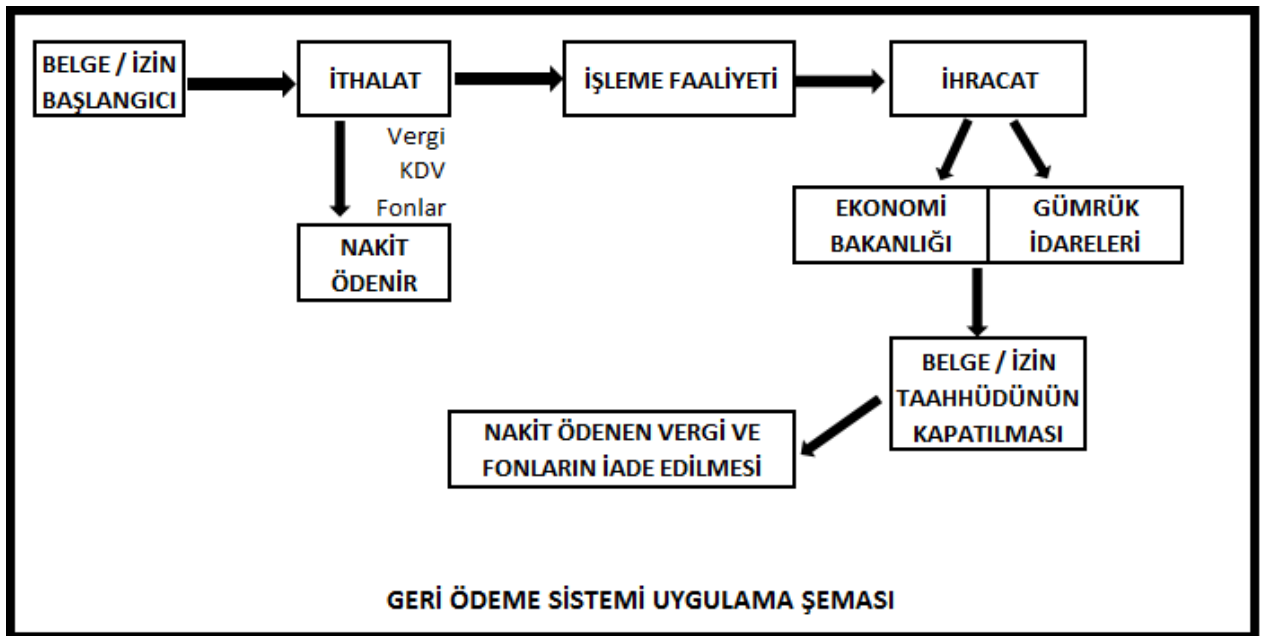 BELGE / İZİN
BAŞLANGICI
İTHALAT
İŞLEME FAALİYETİ
İHRACAT
Vergi
KDV
Fonlar
NAKİT
ÖDENİR
EKONOMİ
BAKANLIĞI
GÜMRÜK
İDARELERİ
BELGE / İZİN
TAAHHÜDÜNÜN
KAPATILMASI
NAKİT ÖDENEN VERGİ VE
FONLARIN İADE EDİLMESİ
GERİ ÖDEME SİSTEMİ UYGULAMA ŞEMASI